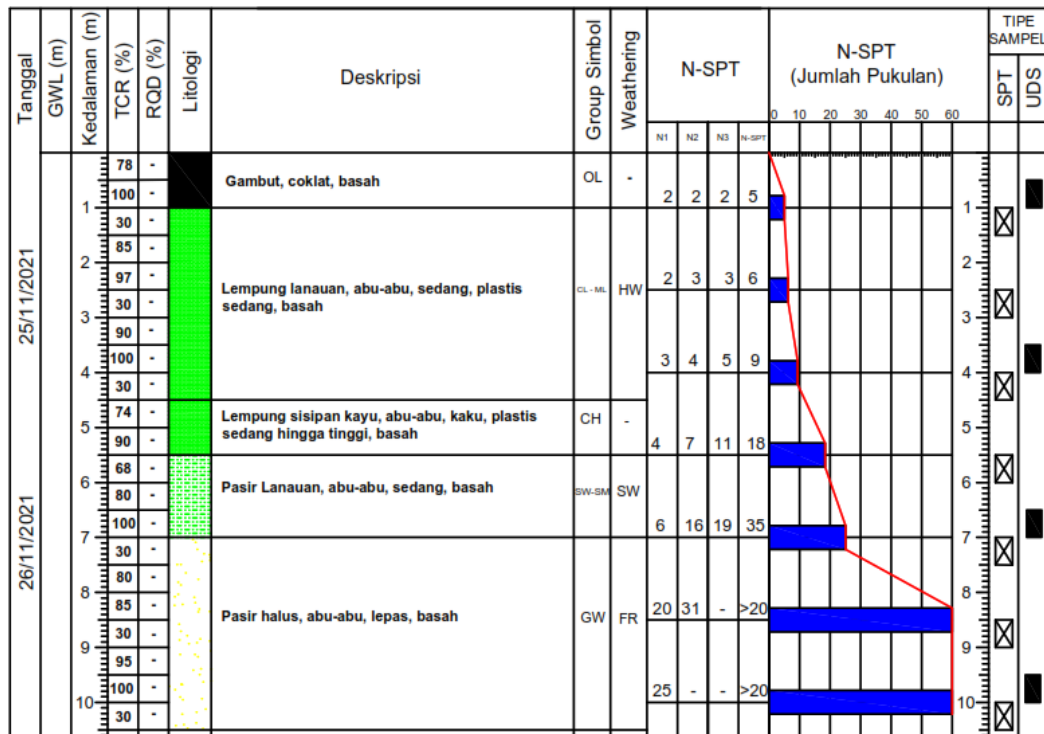 Tanggal
GWL (m)
Kedalaman (m)
TCR (%)
RQD (%)
Litologi
Deskripsi
Group Simbol
Weathering
N-SPT
N1 N2 N3 N-SPT
N-SPT
(Jumlah Pukulan)
0 10 20 30 40 50 60
TIPE
SAMPEL
SPT
UDS
25/11/2021
26/11/2021
78 -
Gambut, coklat, basah OL -
100 - 2 2 2 5
1 1
30 -
85 -
2 2
97 - 2 3 3 6
Lempung lanauan, abu-abu, sedang, plastis
sedang, basah
CL - ML HW
30 -
3 3
90 -
100 - 3 4 5 9
4 4
30 -
74 -
Lempung sisipan kayu, abu-abu, kaku, plastis
sedang hingga tinggi, basah
CH -
5 5
90 - 4 7 11 18
68 -
6 6
Pasir Lanauan, abu-abu, sedang, basah SW-SM SW
80 -
100 - 6 16 19 35
7 7
30 -
80 -
8 8
85 - 20 31 - >20
Pasir halus, abu-abu, lepas, basah GW FR
30 -
9 9
95 -
100 - 25 - - >20
10 10
30 -